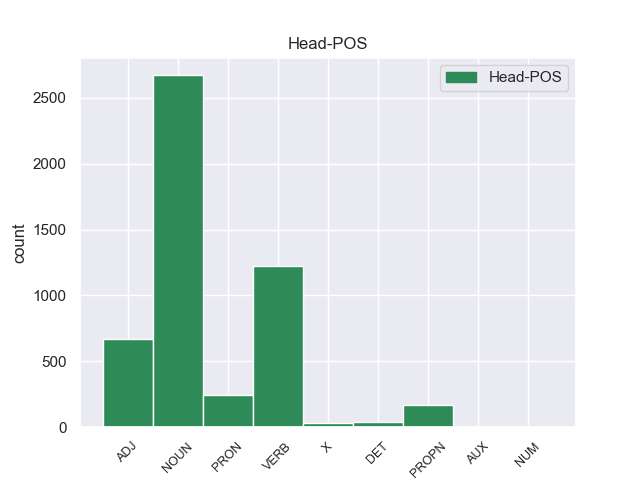 Head-POS
Head-POS
2500
2000
1500
1000
500
0
count
ADJ NOUN PRON VERB X DET PROPN AUX NUM